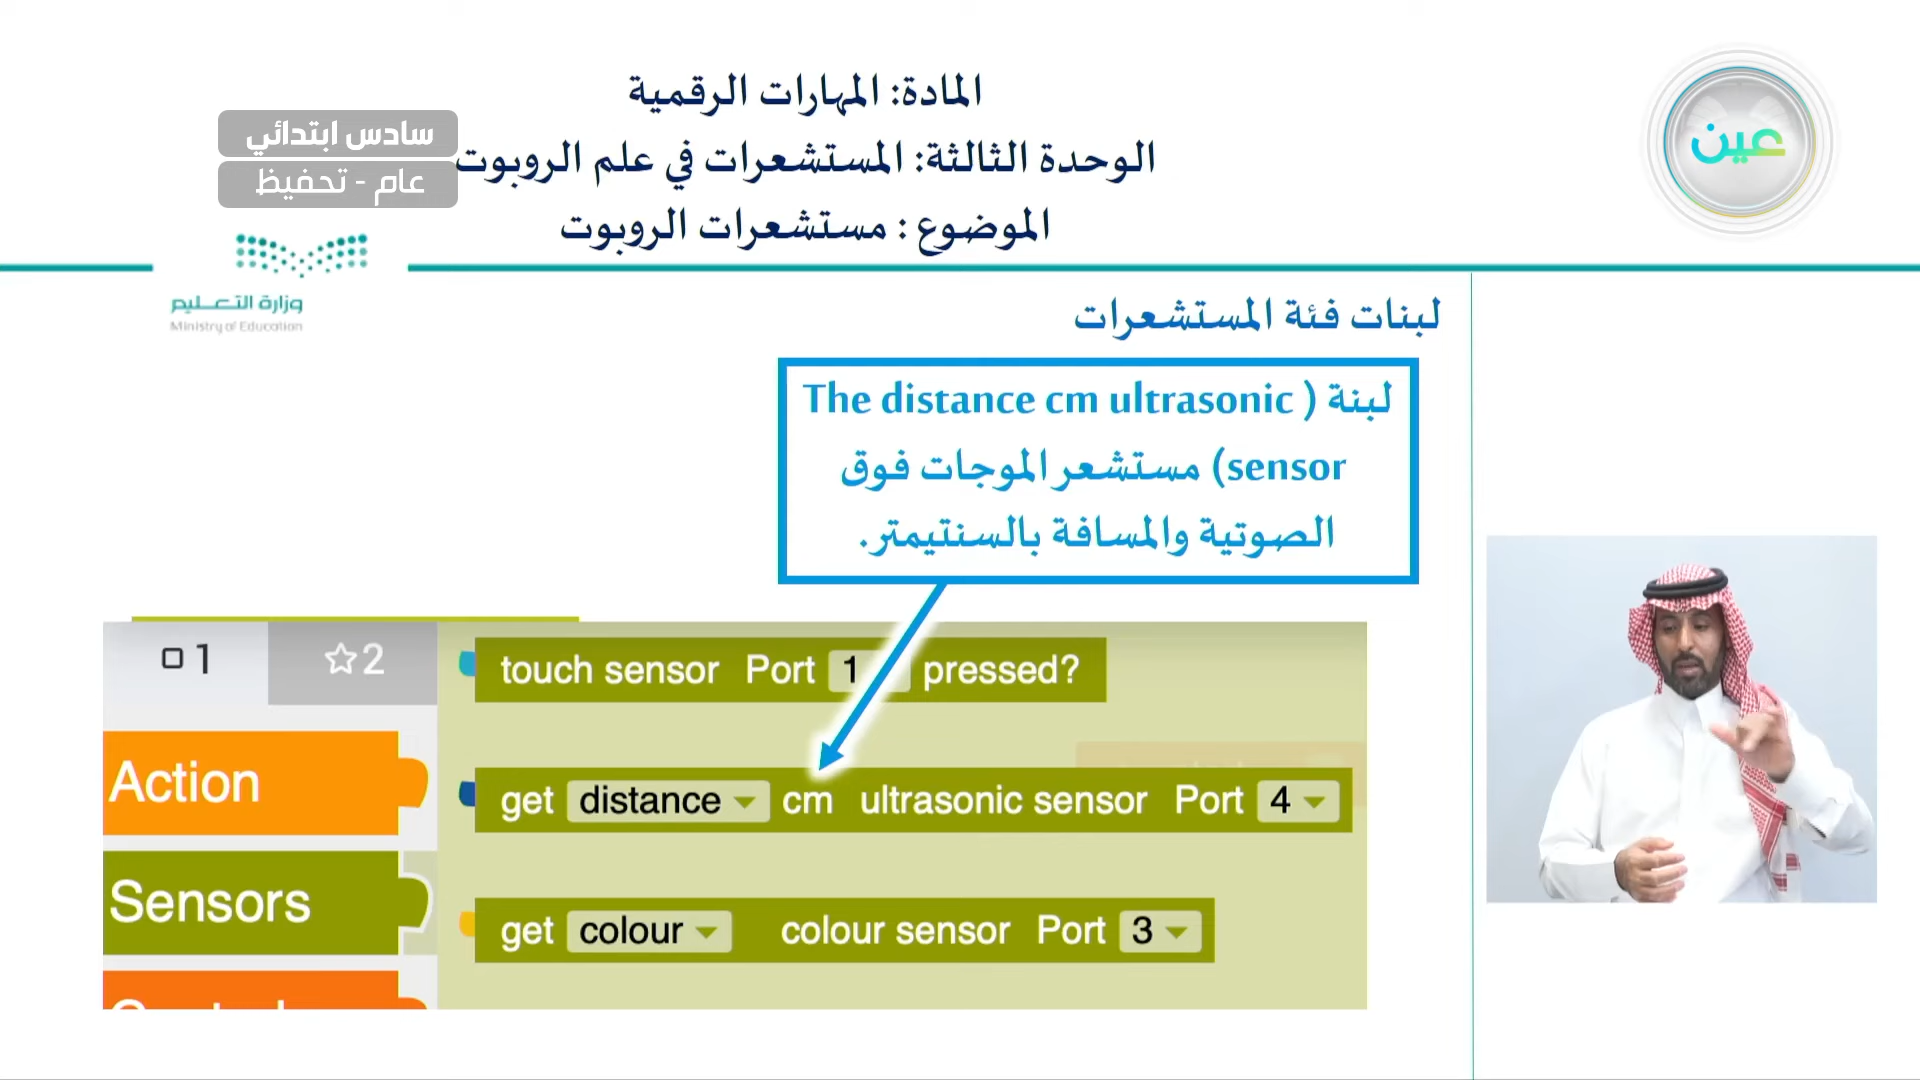 المادة: المهارات الرقمية
الوحدة الثالثة: المستشعرات في علم الروبوت
الموضوع : مستشعرات الروبوت
عين
سادس ابتدائي
عام - تحفيظ
وزارة التعليم
Ministry of Education
لبنات فئة المستشعرات
لبنة ( The distance cm ultrasonic
sensor) مستشعر الموجات فوق
الصوتية والمسافة بالسنتيمتر.
1 2
touch sensor Port 1 pressed?
Action
get distance cm ultrasonic sensor Port 4
Sensors
get colour colour sensor Port 3